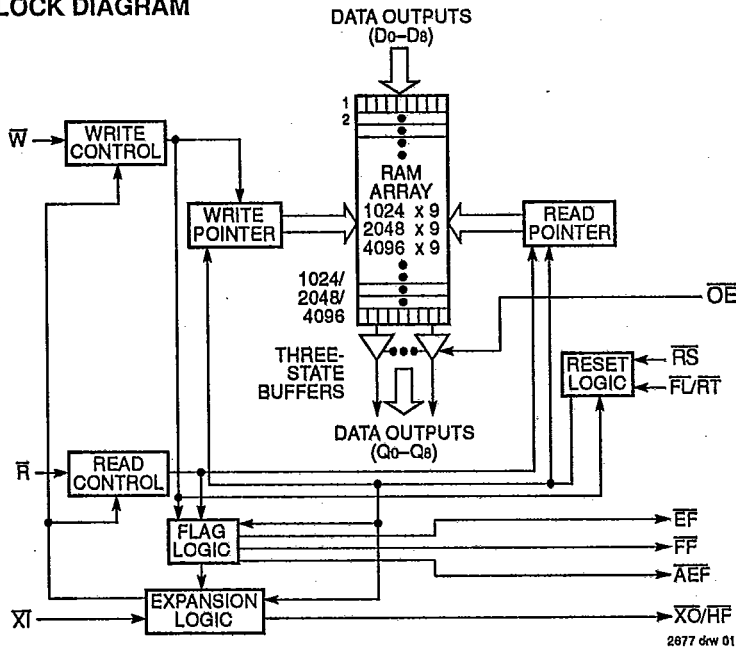 LOCK DIAGRAM
DATA OUTPUTS
(D0–D8)
1
2
W
WRITE
CONTROL
WRITE
POINTER
RAM
ARRAY
1024 x 9
2048 x 9
4096 x 9
READ
POINTER
1024/
2048/
4096
OE
THREE-
STATE
BUFFERS
RESET
LOGIC
RS
FL/RT
DATA OUTPUTS
(Q0–Q8)
R
READ
CONTROL
FLAG
LOGIC
EF
FF
AEF
XI
EXPANSION
LOGIC
XO/HF
2677 drw 01